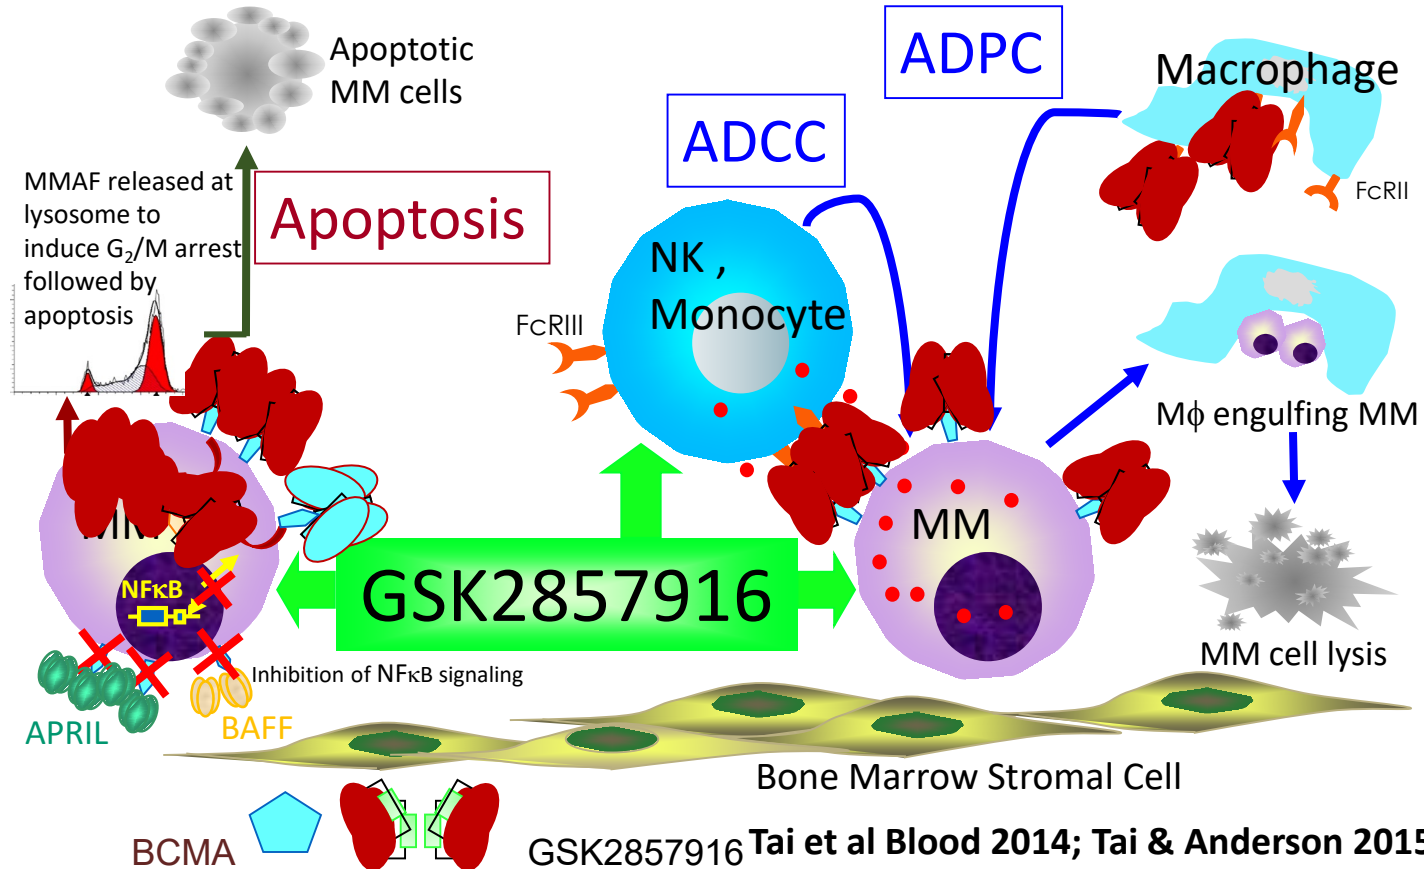 Apoptotic
MM cells
ADPC
Macrophage
ADCC
FcRII
MMAF released at
lysosome to
induce G₂/M arrest
followed by
apoptosis
Apoptosis
NK ,
Monocyte
FcRIII
Mϕ engulfing MM
MM
MM
NFκB
GSK2857916
MM cell lysis
Inhibition of NFκB signaling
APRIL
BAFF
Bone Marrow Stromal Cell
BCMA
GSK2857916
Tai et al Blood 2014; Tai & Anderson 2015